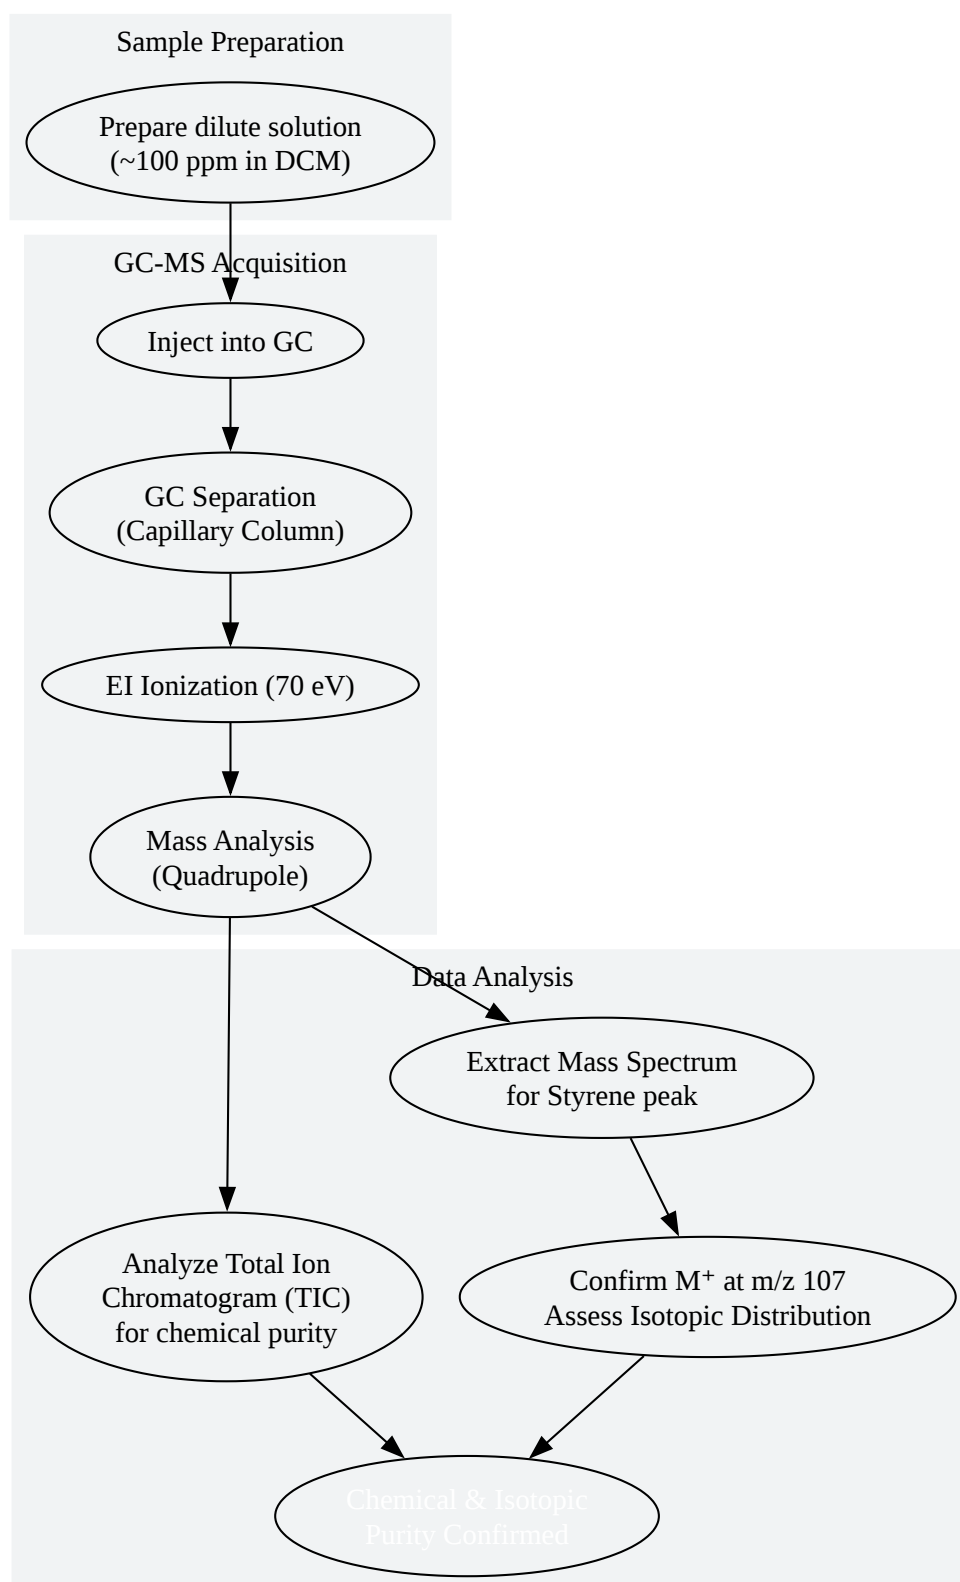 Sample Preparation
Prepare dilute solution
(~100 ppm in DCM)
GC-MS Acquisition
Inject into GC
GC Separation
(Capillary Column)
EI Ionization (70 eV)
Mass Analysis
(Quadrupole)
Data Analysis
Extract Mass Spectrum
for Styrene peak
Analyze Total Ion
Chromatogram (TIC)
for chemical purity
Confirm M⁺ at m/z 107
Assess Isotopic Distribution
Chemical & Isotopic
Purity Confirmed